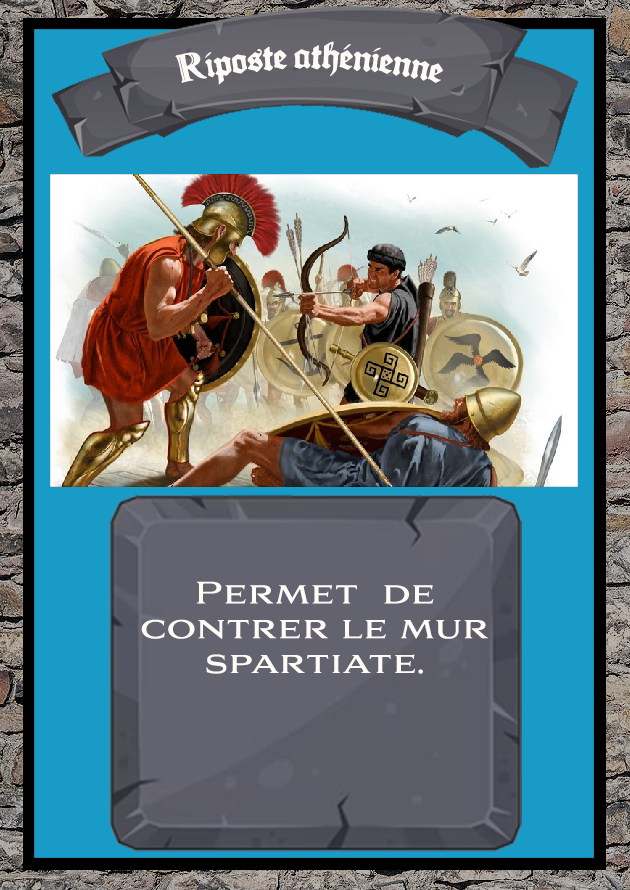 Riposte athénienne
Permet de
contrer le mur
spartiate.